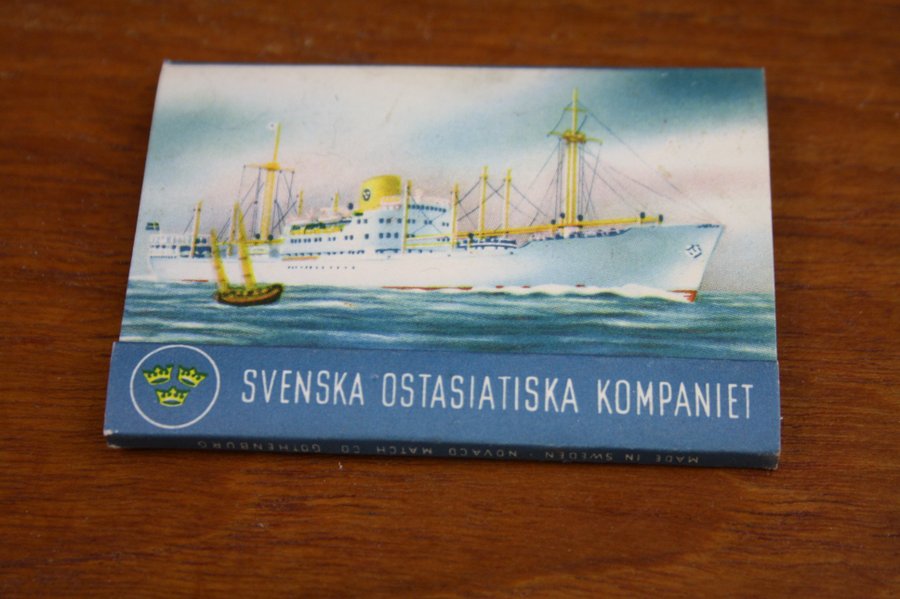 SVENSKA OSTASIATISKA KOMPANIET
MADE IN SWEDEN · NOVACO MATCH CO GOTHENBURG